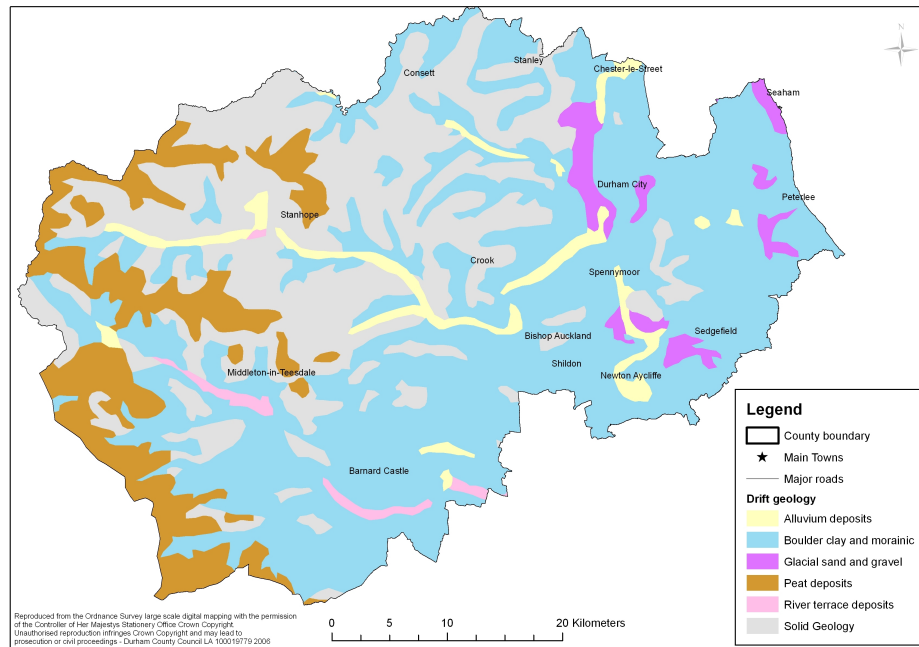 Stanley
Consett
Chester-le-Street
Seaham
Durham City
Peterlee
Stanhope
Crook
Spennymoor
Bishop Auckland
Sedgefield
Shildon
Middleton-in-Teesdale
Newton Aycliffe
Barnard Castle
Legend
County boundary
Main Towns
Major roads
Drift geology
Alluvium deposits
Boulder clay and morainic
Glacial sand and gravel
Peat deposits
River terrace deposits
Solid Geology
Reproduced from the Ordnance Survey large scale digital mapping with the permission
of the Controller of Her Majestys Stationery Office Crown Copyright.
Unauthorised reproduction infringes Crown Copyright and may lead to
prosecution or civil proceedings - Durham County Council LA 100019779 2006
0 5 10 20 Kilometers